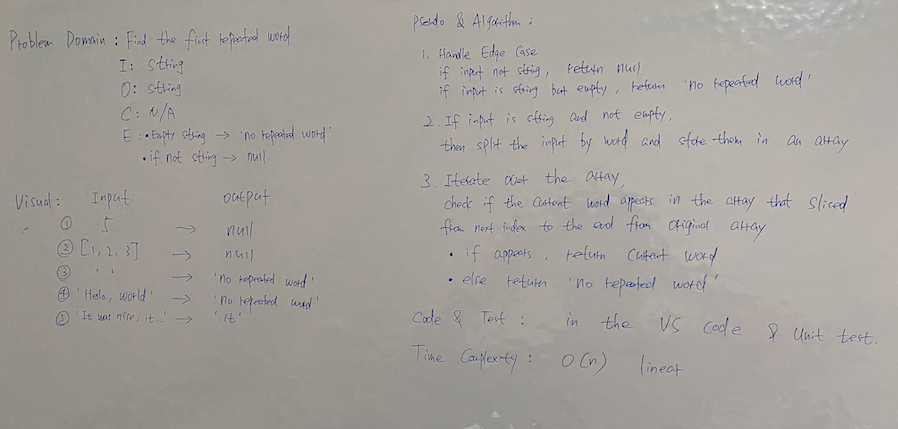 Problem Domain : Find the first repeated word
I : String
O : String
C : N/A
E : • Empty string → 'no repeated word'
• if not string → null
Visual : Input output
① 5 → null
② [1, 2, 3] → null
③ ' ' → 'no repeated word'
④ 'Hello, world' → 'no repeated word'
⑤ 'It was nice, it.' → 'it'
Pseudo & Algorithm :
1. Handle Edge Case
if input not string, return null
if input is string but empty, return 'no repeated word'
2. If input is string and not empty,
then split the input by word and store them in an array
3. Iterate over the array,
check if the current word appears in the array that sliced
from next index to the end from original array
• if appears, return current word
• else return 'no repeated word'
Code & Test : in the VS code & Unit test.
Time Complexity : O(n) linear